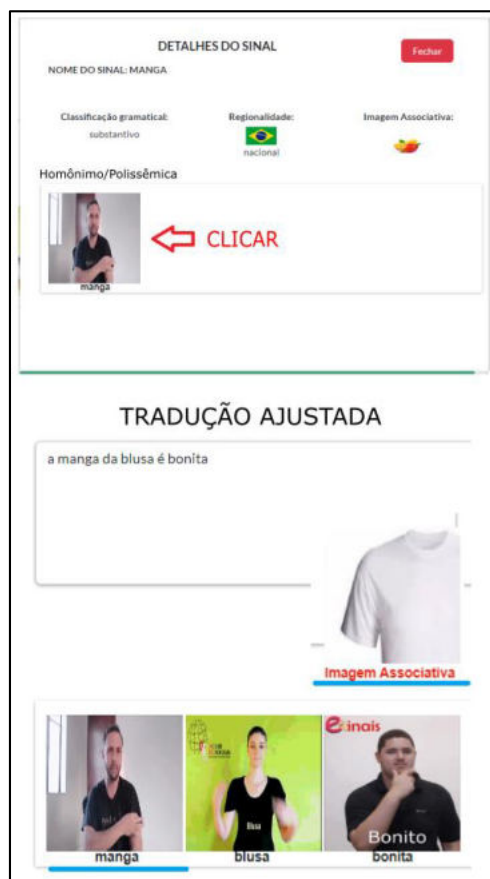 DETALHES DO SINAL
Fechar
NOME DO SINAL: MANGA
Classificação gramatical:
substantivo
Regionalidade:
nacional
Imagem Associativa:
Homônimo/Polissêmica
CLICAR
manga
TRADUÇÃO AJUSTADA
a manga da blusa é bonita
Imagem Associativa
Blusa
inais
Bonito
manga
blusa
bonita